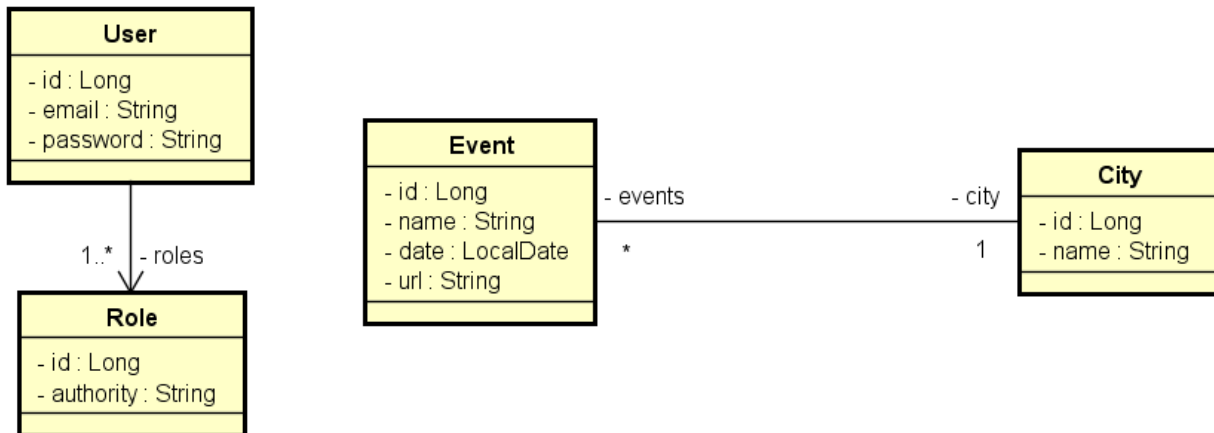 User
- id : Long
- email : String
- password : String
1..* - roles
Role
- id : Long
- authority : String
Event
- id : Long
- name : String
- date : LocalDate
- url : String
- events
*
- city
1
City
- id : Long
- name : String